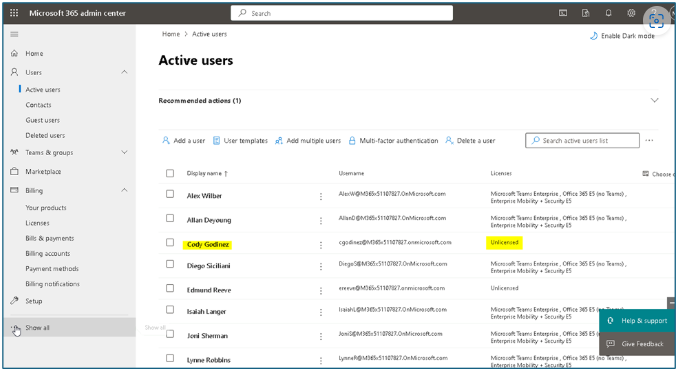 Microsoft 365 admin center
Search
Home > Active users
Enable Dark mode
Home
Users
Active users
Contacts
Guest users
Deleted users
Teams & groups
Marketplace
Billing
Your products
Licenses
Bills & payments
Billing accounts
Payment methods
Billing notifications
Setup
Show all
Show all
Active users
Recommended actions (1)
Add a user
User templates
Add multiple users
Multi-factor authentication
Delete a user
Search active users list
Display name ↑
Username
Licenses
Choose
Alex Wilber
AlexW@M365x51107827.OnMicrosoft.com
Microsoft Teams Enterprise , Office 365 E5 (no Teams) ,
Enterprise Mobility + Security E5
Allan Deyoung
AllanD@M365x51107827.OnMicrosoft.com
Microsoft Teams Enterprise , Office 365 E5 (no Teams) ,
Enterprise Mobility + Security E5
Cody Godinez
cgodinez@M365x51107827.onmicrosoft.com
Unlicensed
Diego Siciliani
DiegoS@M365x51107827.OnMicrosoft.com
Microsoft Teams Enterprise , Office 365 E5 (no Teams) ,
Enterprise Mobility + Security E5
Edmund Reeve
ereeve@M365x51107827.onmicrosoft.com
Unlicensed
Isaiah Langer
IsaiahL@M365x51107827.OnMicrosoft.com
Microsoft Teams Enterprise , Office 365 E5 (no Teams) ,
Enterprise Mobility + Security E5
Joni Sherman
JoniS@M365x51107827.OnMicrosoft.com
Microsoft Teams Enterprise , Office 365 E5 (no
Enterprise Mobility + Security E5
Lynne Robbins
LynneR@M365x51107827.OnMicrosoft.com
Microsoft Teams Enterprise , Office 365 E5 (no Teams) ,
Enterprise Mobility + Security E5
Help & support
Give Feedback